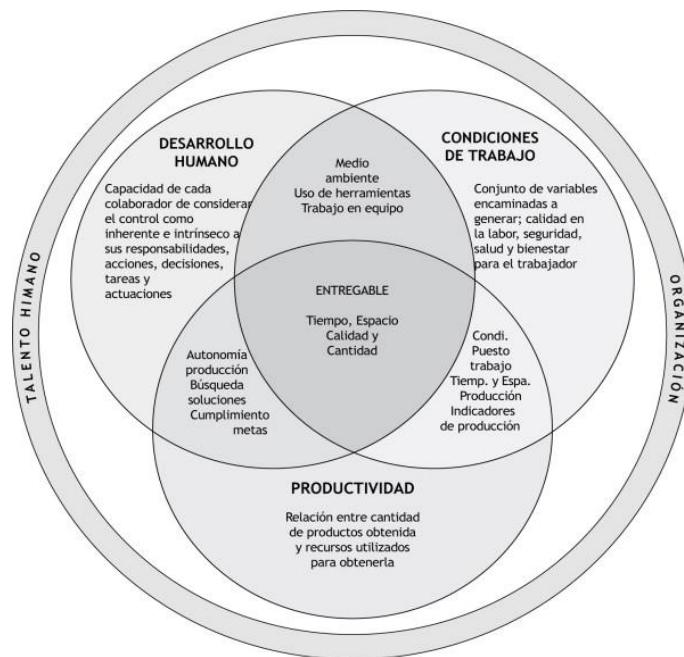 DESARROLLO
HUMANO
Capacidad de cada
colaborador de considerar
el control como
inherente e intrínseco a
sus responsabilidades,
acciones, decisiones,
tareas y
actuaciones
Medio
ambiente
Uso de herramientas
Trabajo en equipo
CONDICIONES
DE TRABAJO
Conjunto de variables
encaminadas a
generar; calidad en
la labor, seguridad,
salud y bienestar
para el trabajador
TALENTO HIMANO
ORGANIZACIÓN
ENTREGABLE
Tiempo, Espacio
Calidad y
Cantidad
Autonomía
producción
Búsqueda
soluciones
Cumplimiento
metas
Condi.
Puesto
trabajo
Tiemp. y Espa.
Producción
Indicadores
de producción
PRODUCTIVIDAD
Relación entre cantidad
de productos obtenida
y recursos utilizados
para obtenerla